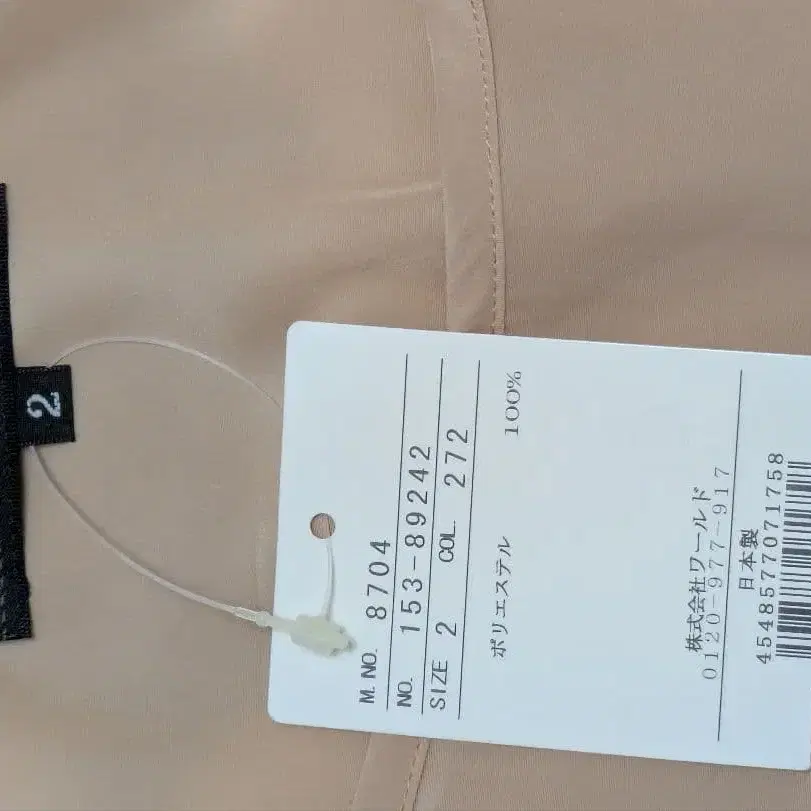 2
M. NO. 8704
NO. 153-89242
SIZE 2 COL. 272
ポリエステル 100%
株式会社ワールド
0120-977-917
日本製
4548577071758